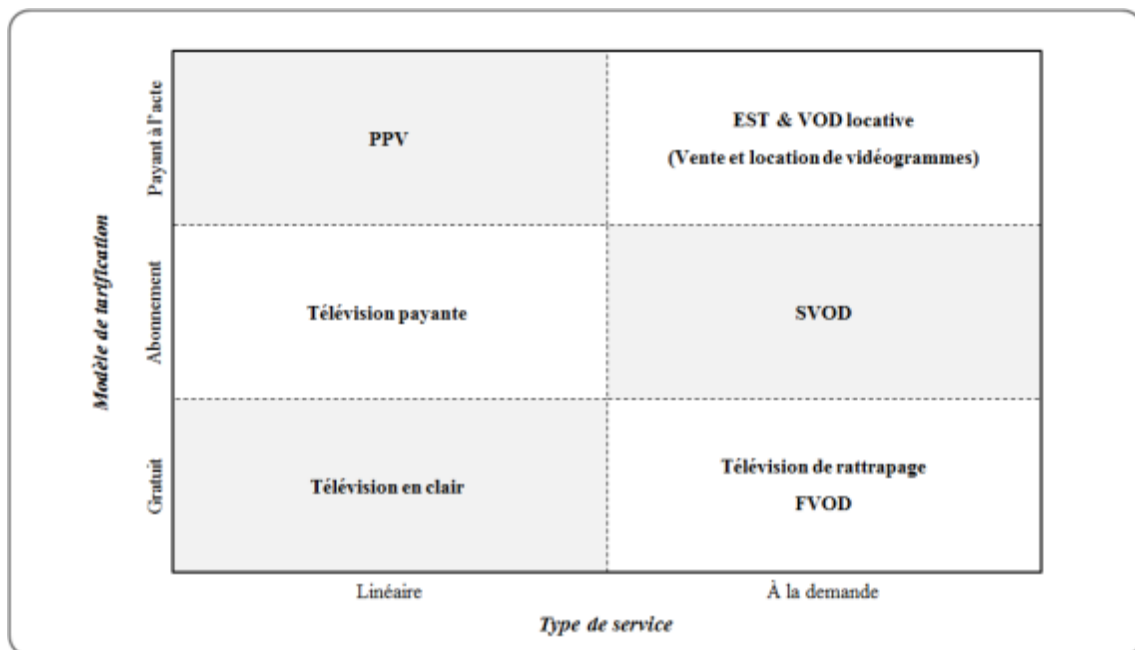 Modèle de tarification
Payant à l'acte
PPV
EST & VOD locative
(Vente et location de vidéogrammes)
Abonnement
Télévision payante
SVOD
Gratuit
Télévision en clair
Télévision de rattrapage
FVOD
Linéaire
À la demande
Type de service